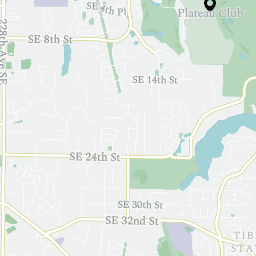 SE 4th Pl
Plateau Club
SE 8th St
228th Ave SE
SE 14th St
SE 24th St
SE 30th St
SE 32nd St
TIB
STA